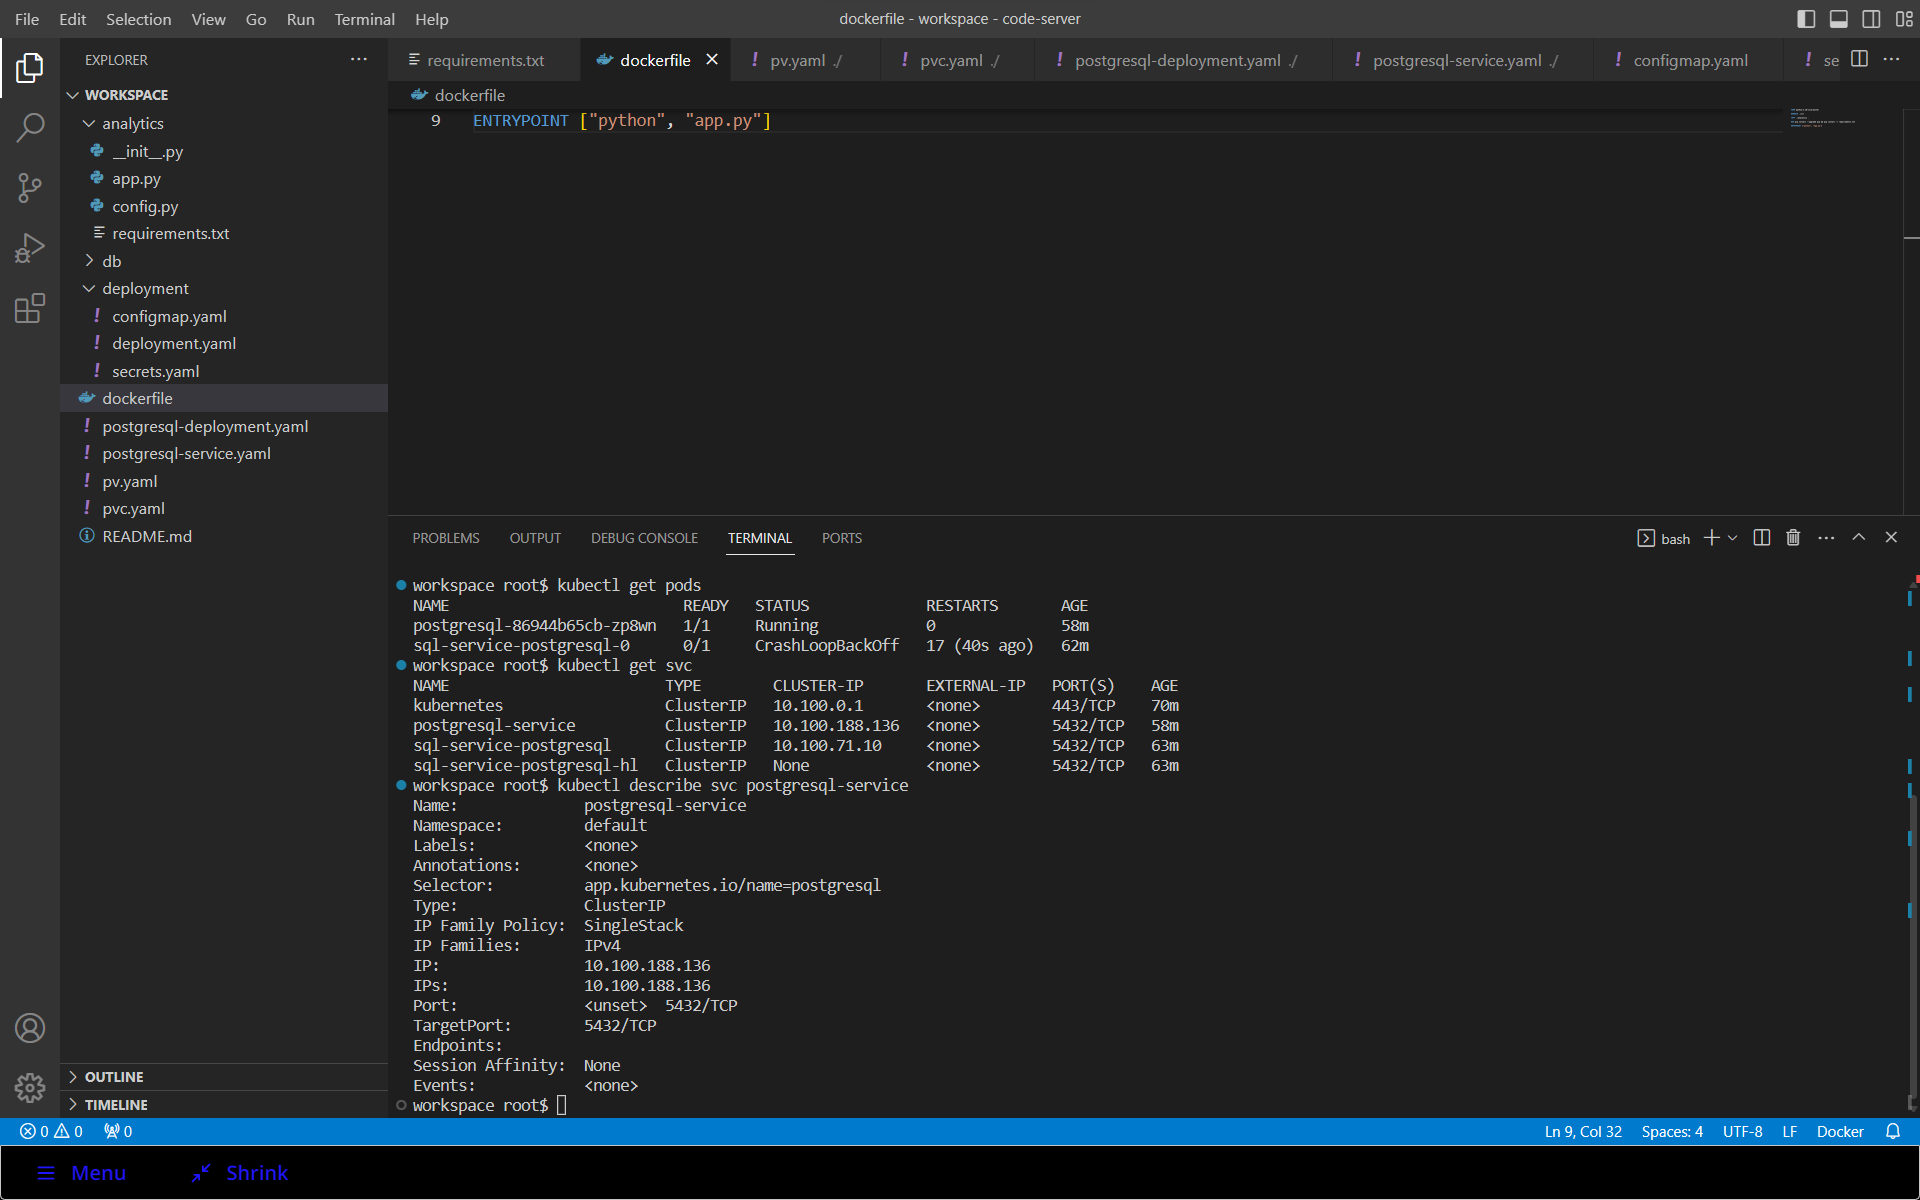 File Edit Selection View Go Run Terminal Help
dockerfile - workspace - code-server
EXPLORER
WORKSPACE
analytics
__init__.py
app.py
config.py
requirements.txt
db
deployment
configmap.yaml
deployment.yaml
secrets.yaml
dockerfile
postgresql-deployment.yaml
postgresql-service.yaml
pv.yaml
pvc.yaml
README.md
OUTLINE
TIMELINE
requirements.txt
dockerfile
pv.yaml ./
pvc.yaml ./
postgresql-deployment.yaml ./
postgresql-service.yaml ./
configmap.yaml
se
dockerfile
9 ENTRYPOINT ["python", "app.py"]
PROBLEMS OUTPUT DEBUG CONSOLE TERMINAL PORTS
bash
workspace root$ kubectl get pods
NAME READY STATUS RESTARTS AGE
postgresql-86944b65cb-zp8wn 1/1 Running 0 58m
sql-service-postgresql-0 0/1 CrashLoopBackOff 17 (40s ago) 62m
workspace root$ kubectl get svc
NAME TYPE CLUSTER-IP EXTERNAL-IP PORT(S) AGE
kubernetes ClusterIP 10.100.0.1 <none> 443/TCP 70m
postgresql-service ClusterIP 10.100.188.136 <none> 5432/TCP 58m
sql-service-postgresql ClusterIP 10.100.71.10 <none> 5432/TCP 63m
sql-service-postgresql-hl ClusterIP None <none> 5432/TCP 63m
workspace root$ kubectl describe svc postgresql-service
Name: postgresql-service
Namespace: default
Labels: <none>
Annotations: <none>
Selector: app.kubernetes.io/name=postgresql
Type: ClusterIP
IP Family Policy: SingleStack
IP Families: IPv4
IP: 10.100.188.136
IPs: 10.100.188.136
Port: <unset> 5432/TCP
TargetPort: 5432/TCP
Endpoints:
Session Affinity: None
Events: <none>
workspace root$
0 0 0
Ln 9, Col 32 Spaces: 4 UTF-8 LF Docker
Menu Shrink